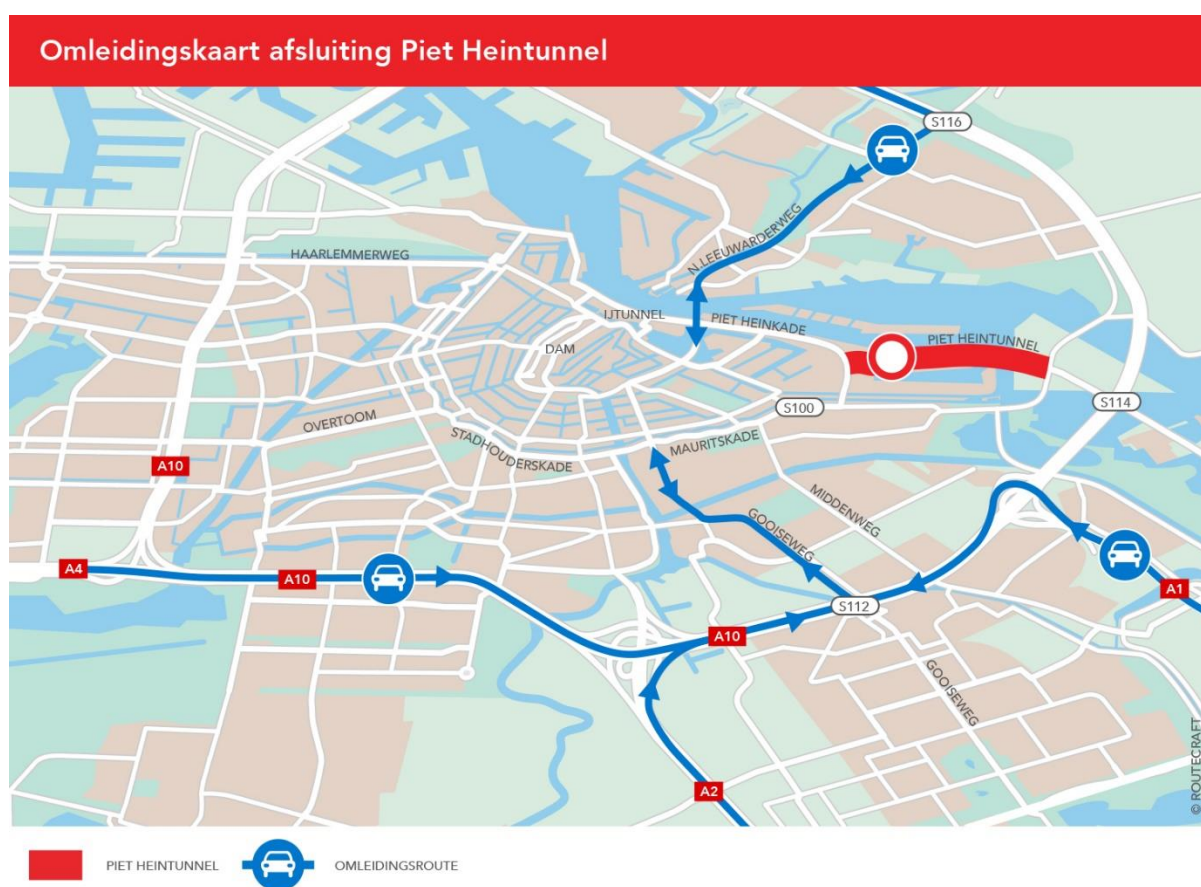 Omleidingskaart afsluiting Piet Heintunnel
S116
N.LEEUWARDERWEG
HAARLEMMERWEG
IJTUNNEL
PIET HEINKADE
PIET HEINTUNNEL
DAM
S114
S100
OVERTOOM
STADHOUDERSKADE
MAURITSKADE
A10
MIDDENWEG
GOOISEWEG
A4
A10
A1
S112
A10
GOOISEWEG
A2
© ROUTECRAFT
PIET HEINTUNNEL
OMLEIDINGSROUTE